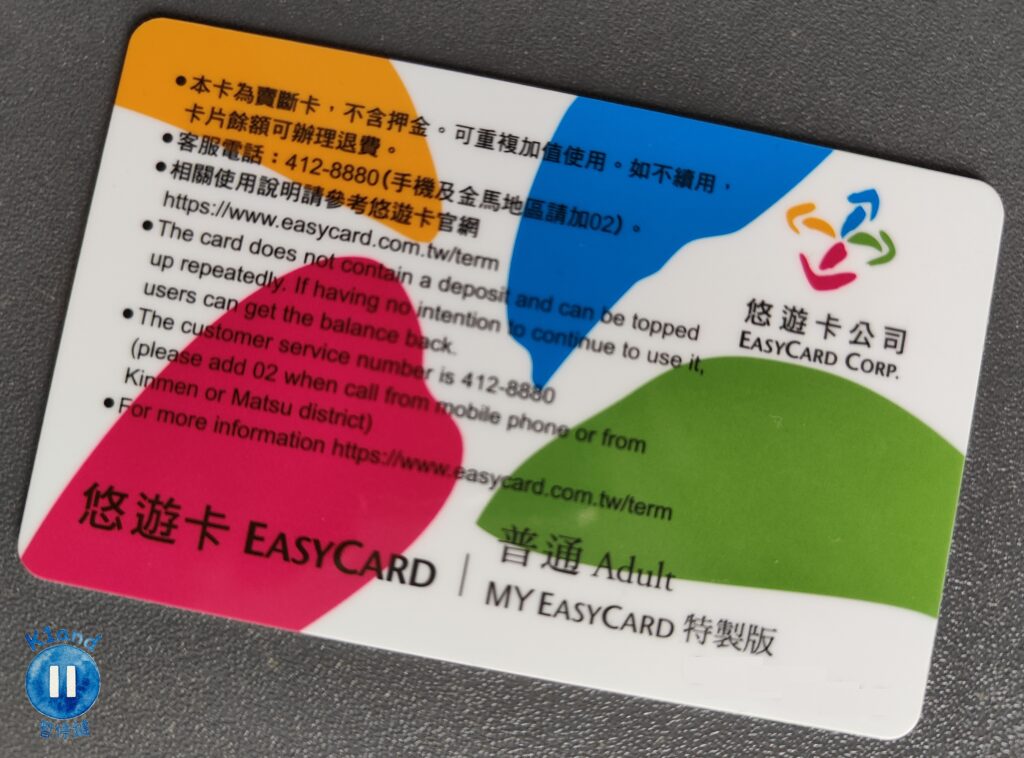 ●本卡為賣斷卡，不含押金。可重複加值使用。如不續用，
卡片餘額可辦理退費。
●客服電話：412-8880(手機及金馬地區請加02)。
●相關使用說明請參考悠遊卡官網
https://www.easycard.com.tw/term
●The card does not contain a deposit and can be topped
up repeatedly. If having no intention to continue to use it,
users can get the balance back.
●The customer service number is 412-8880
(please add 02 when call from mobile phone or from
Kinmen or Matsu district)
●For more information https://www.easycard.com.tw/term
悠遊卡公司
EASYCARD CORP.
悠遊卡 EASYCARD
普通 Adult
MY EASYCARD 特製版